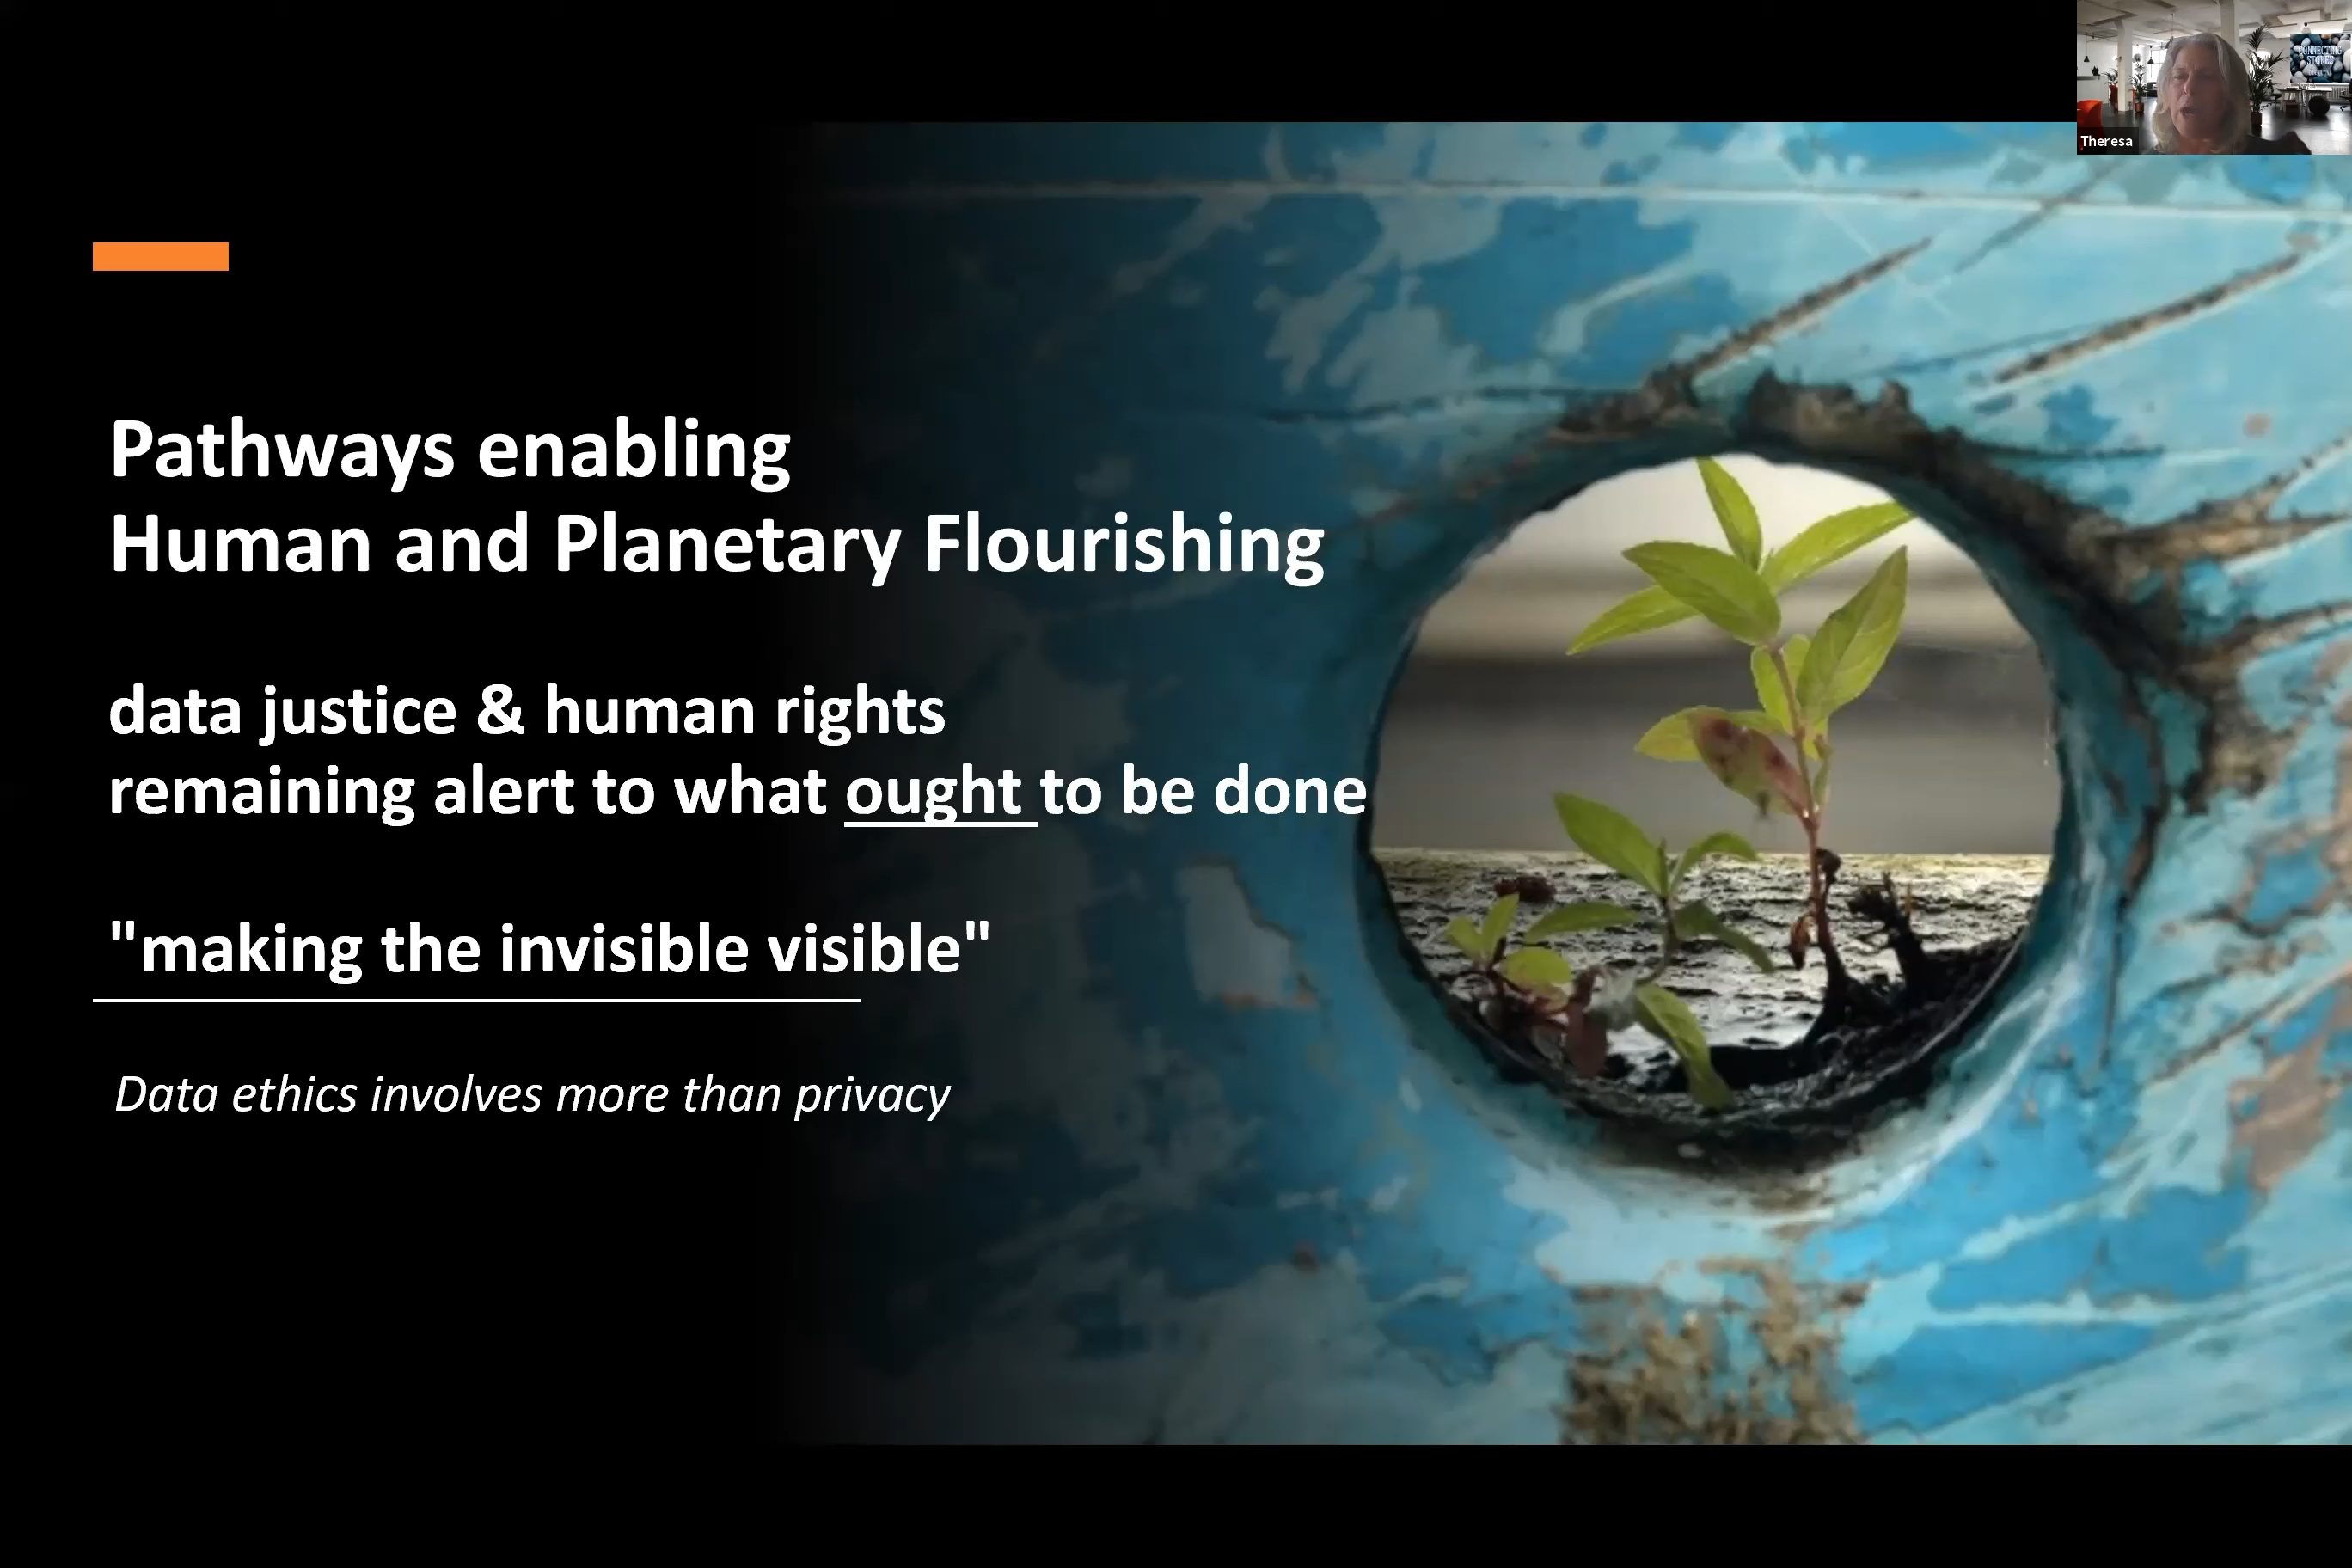 Pathways enabling
Human and Planetary Flourishing
data justice & human rights
remaining alert to what ought to be done
"making the invisible visible"
Data ethics involves more than privacy
Theresa